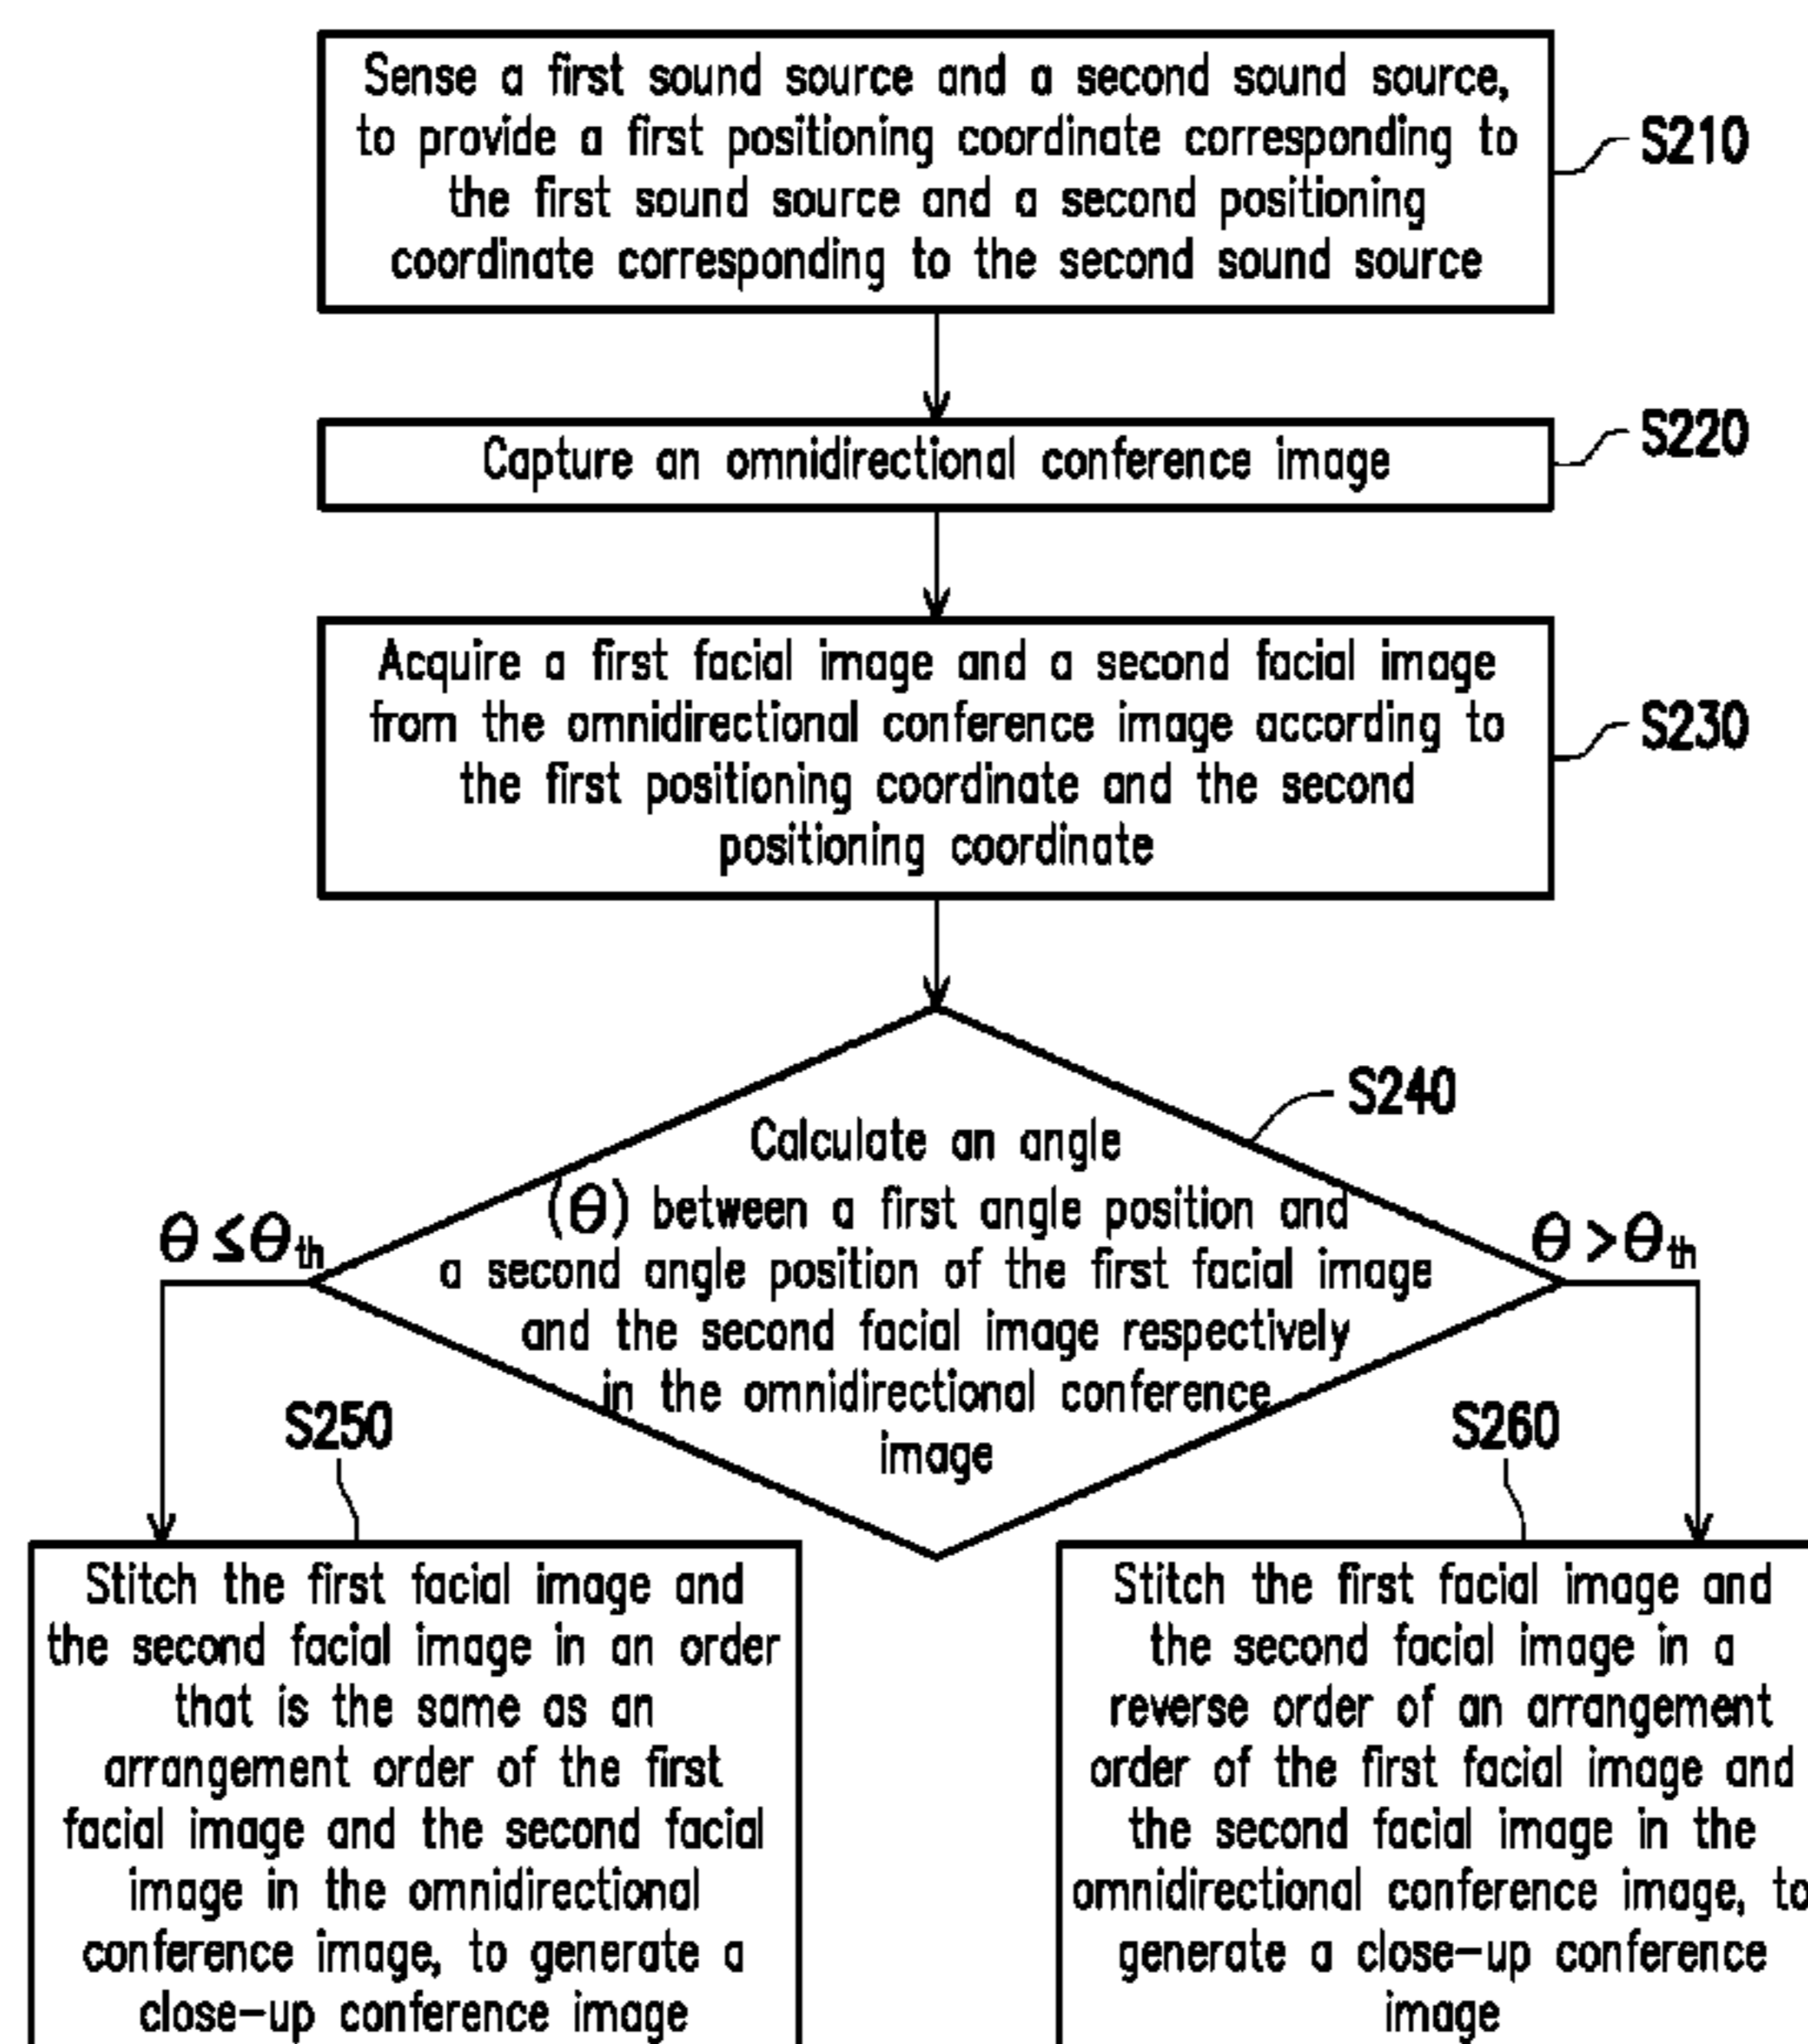 Sense a first sound source and a second sound source,
to provide a first positioning coordinate corresponding to
the first sound source and a second positioning
coordinate corresponding to the second sound source
S210
Capture an omnidirectional conference image
S220
Acquire a first facial image and a second facial image
from the omnidirectional conference image according to
the first positioning coordinate and the second
positioning coordinate
S230
S240
Calculate an angle
(θ) between a first angle position and
a second angle position of the first facial image
and the second facial image respectively
in the omnidirectional conference
image
θ ≤ θth
θ > θth
S250
Stitch the first facial image and
the second facial image in an order
that is the same as an
arrangement order of the first
facial image and the second facial
image in the omnidirectional
conference image, to generate a
close-up conference image
S260
Stitch the first facial image and
the second facial image in a
reverse order of an arrangement
order of the first facial image and
the second facial image in the
omnidirectional conference image, to
generate a close-up conference
image